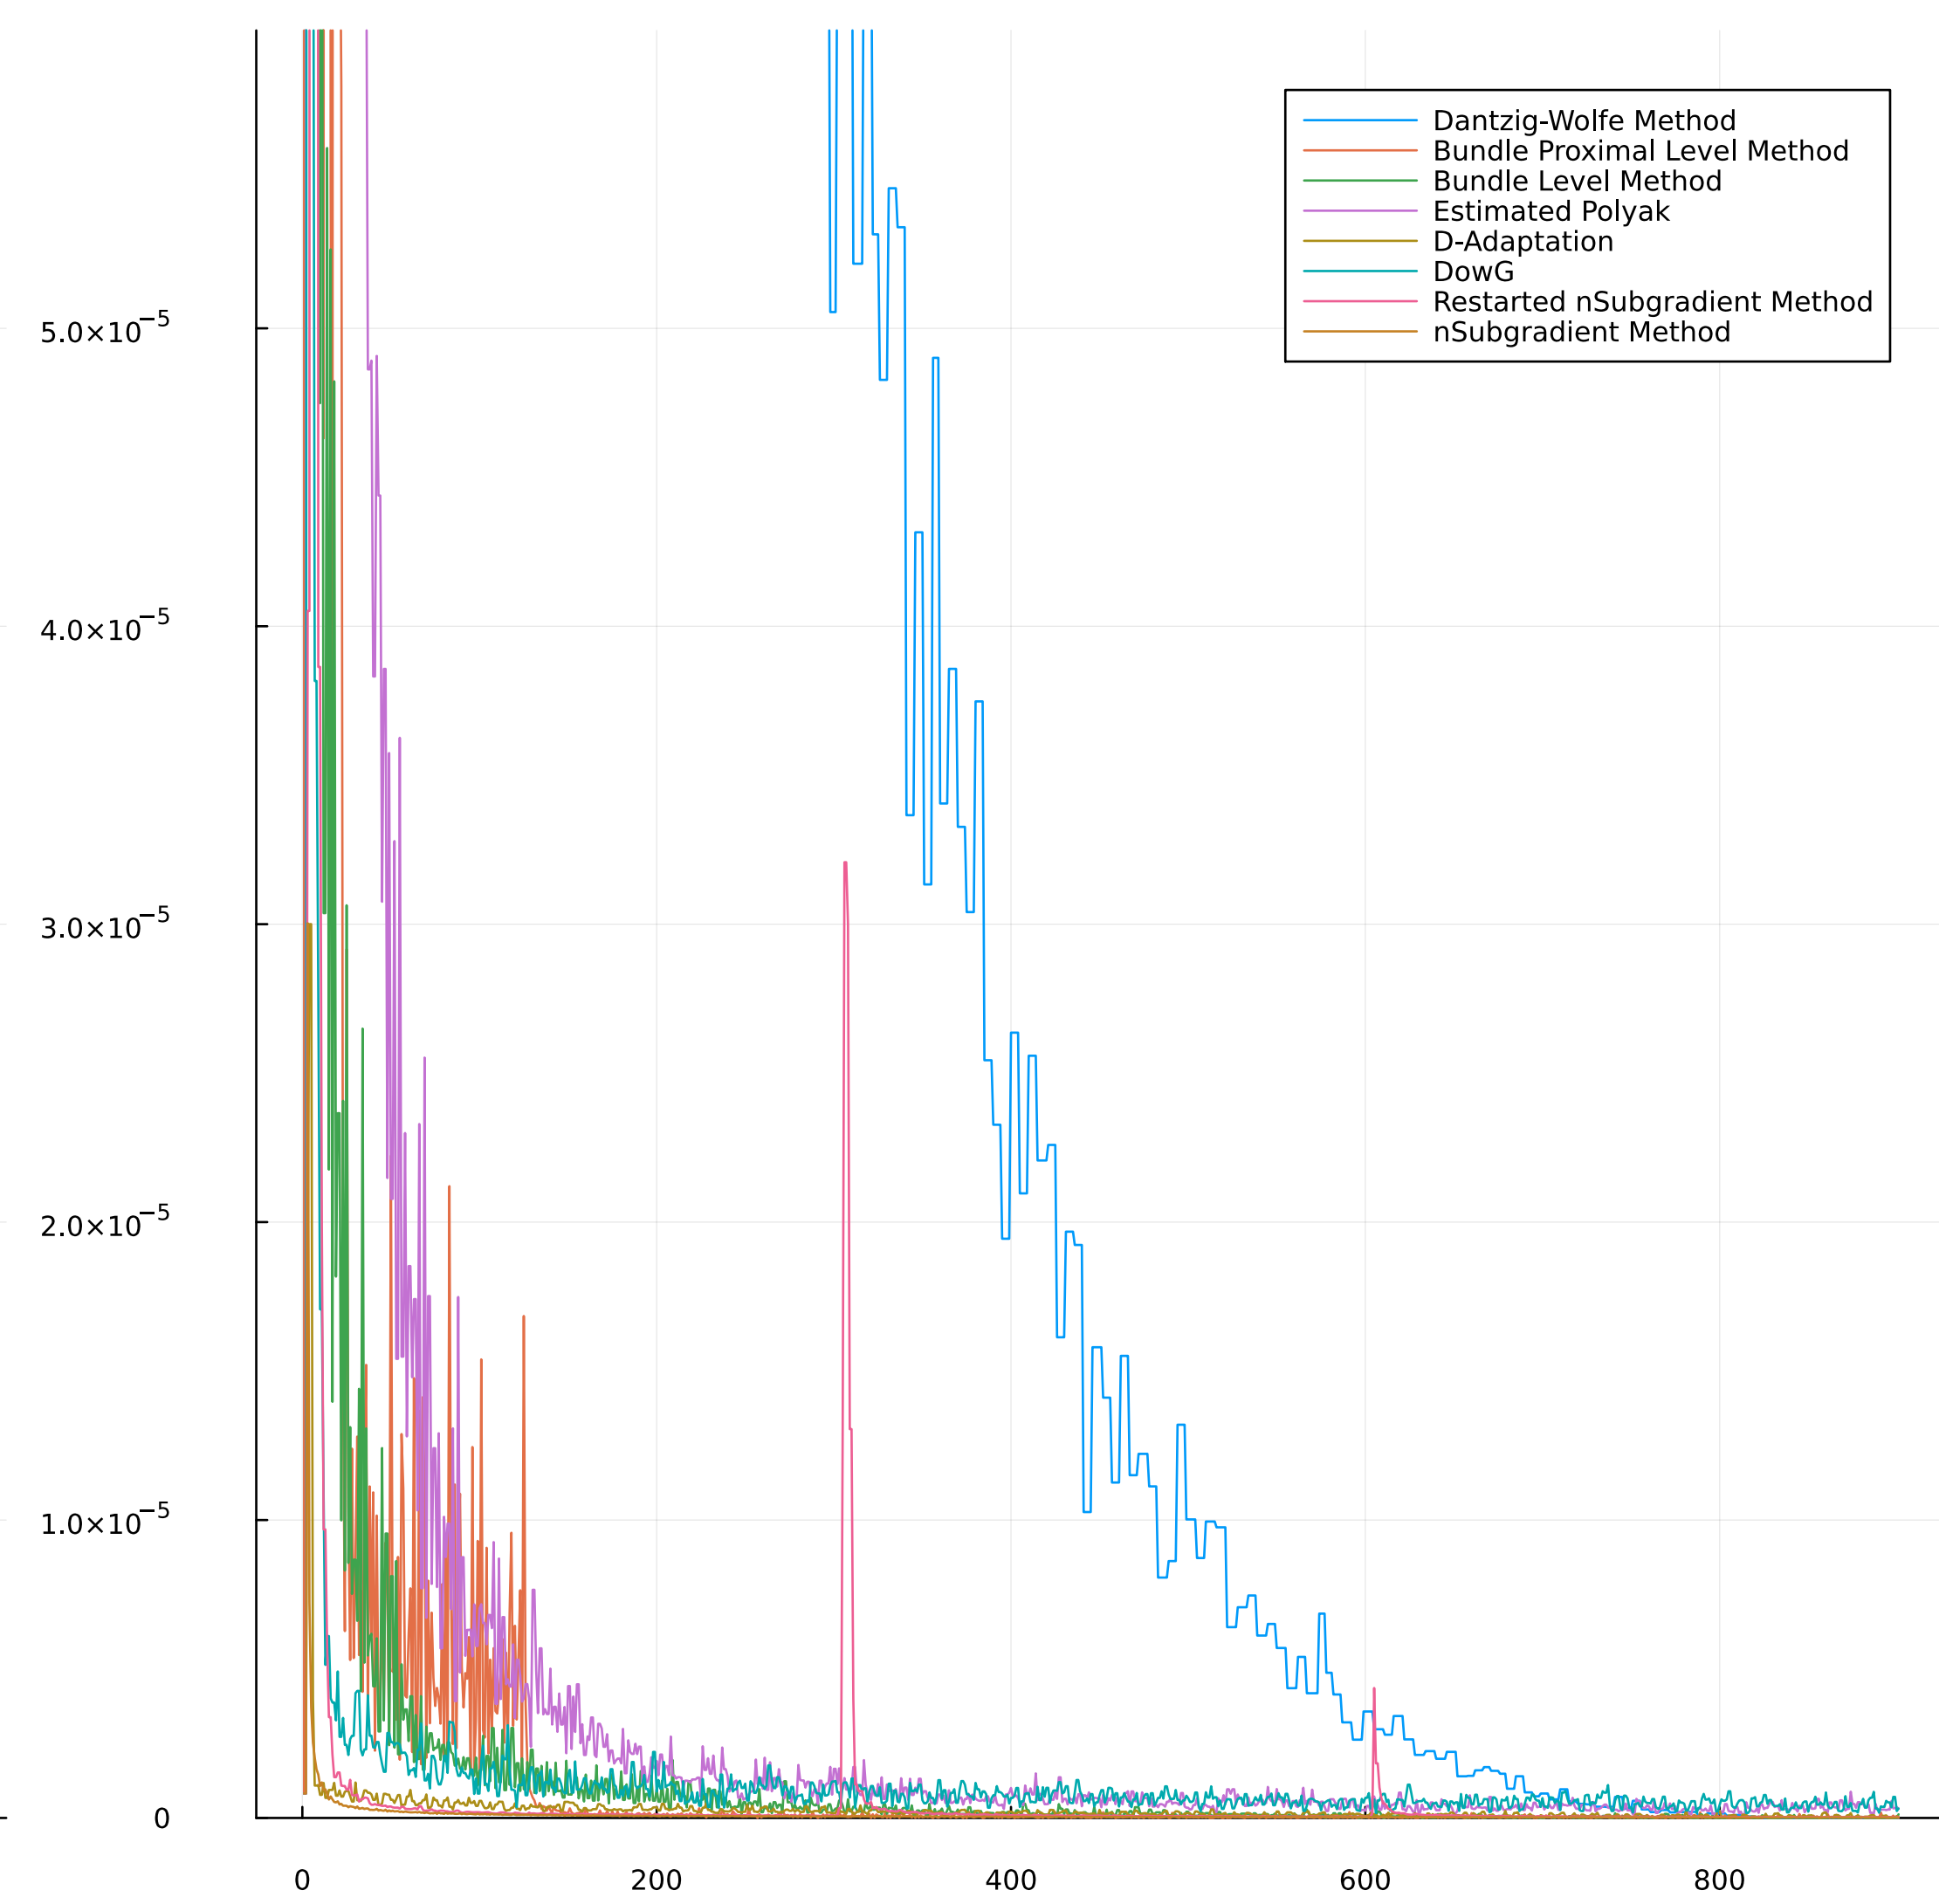 Dantzig-Wolfe Method
Bundle Proximal Level Method
Bundle Level Method
Estimated Polyak
D-Adaptation
DowG
Restarted nSubgradient Method
nSubgradient Method
5.0×10⁻⁵
4.0×10⁻⁵
3.0×10⁻⁵
2.0×10⁻⁵
1.0×10⁻⁵
0
0 200 400 600 800